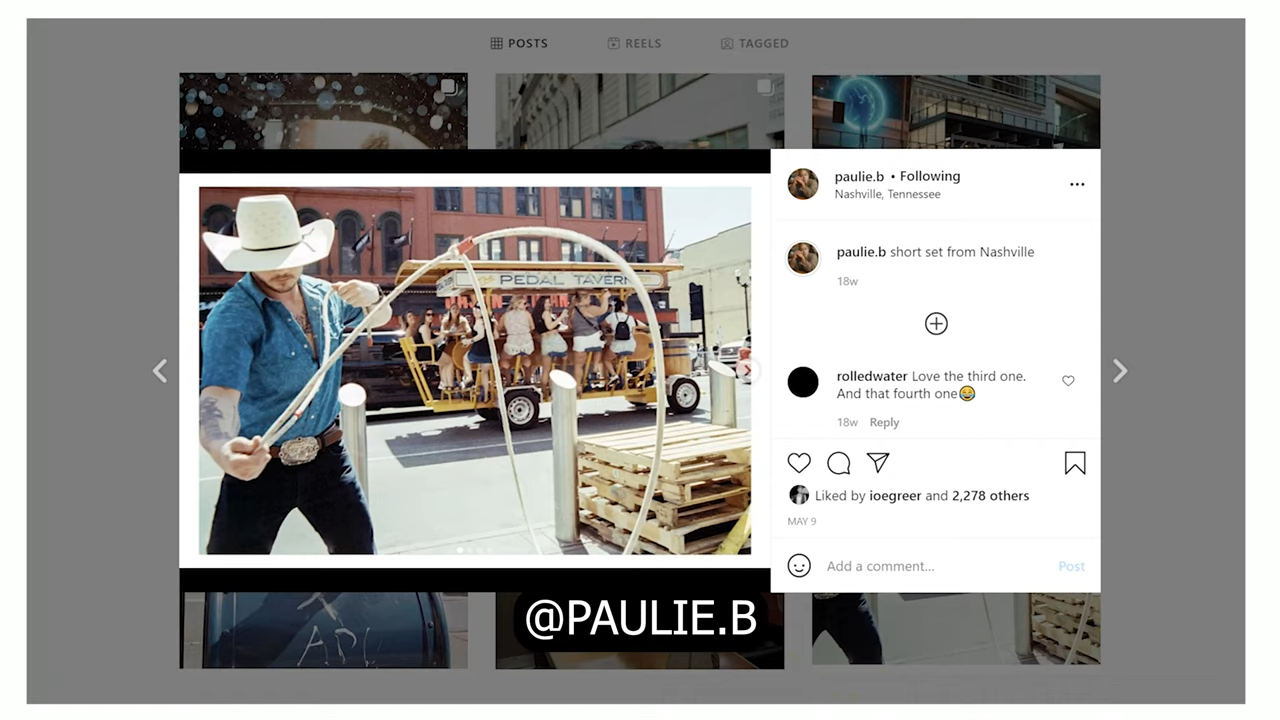 POSTS
REELS
TAGGED
paulie.b • Following
Nashville, Tennessee
PEDAL TAVERN
paulie.b short set from Nashville
18w
rolledwater Love the third one.
And that fourth one😂
18w Reply
Liked by ioegreer and 2,278 others
MAY 9
Add a comment... Post
@PAULIE.B